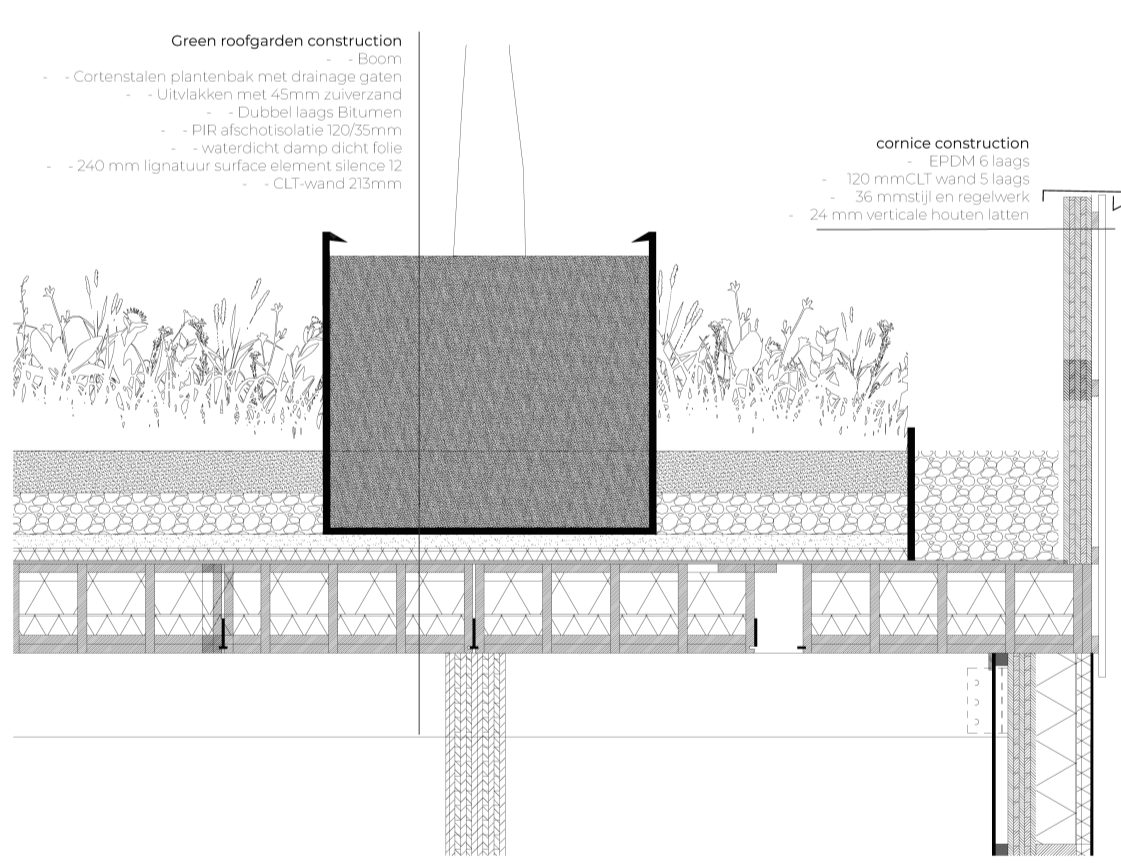 Green roofgarden construction
- - Boom
- - Cortenstalen plantenbak met drainage gaten
- - Uitvlakken met 45mm zuiverzand
- - Dubbel laags Bitumen
- - PIR afschotisolatie 120/35mm
- - waterdicht damp dicht folie
- - 240 mm lignatuur surface element silence 12
- - CLT-wand 213mm
cornice construction
- EPDM 6 laags
- 120 mmCLT wand 5 laags
- 36 mmstijl en regelwerk
- 24 mm verticale houten latten